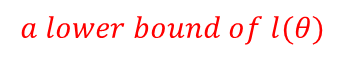 a lower bound of l(θ)